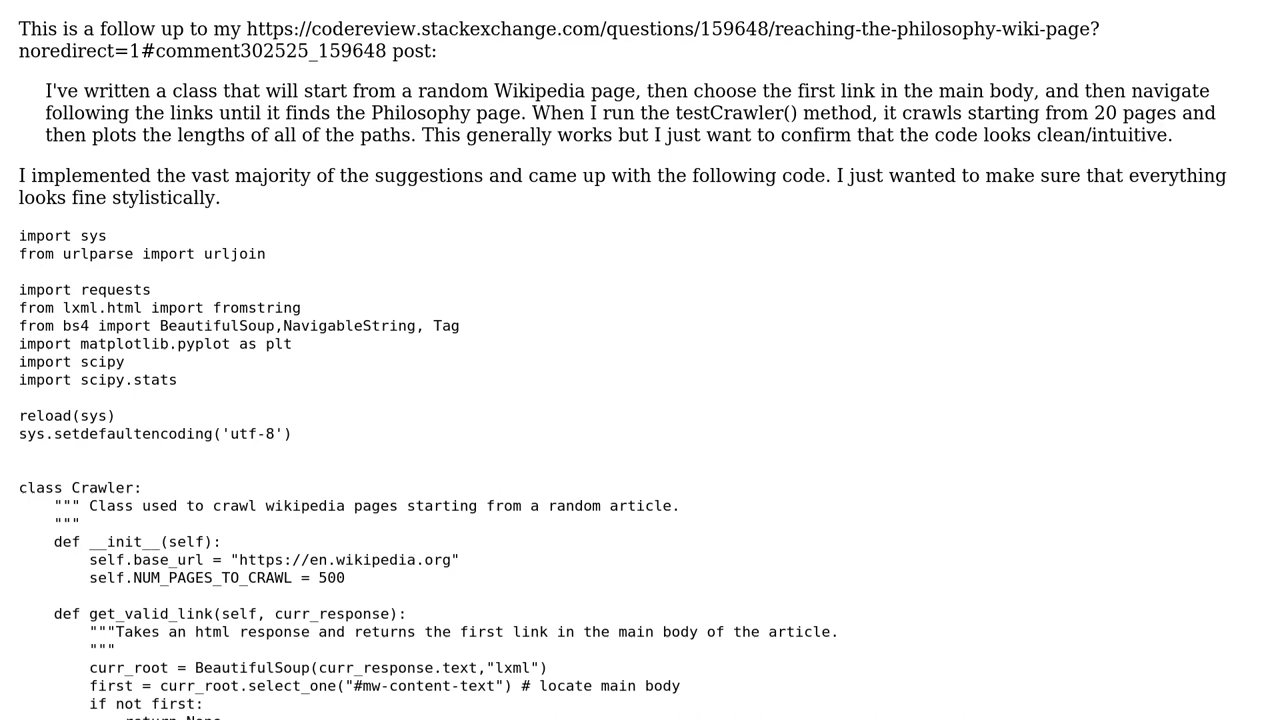 This is a follow up to my https://codereview.stackexchange.com/questions/159648/reaching-the-philosophy-wiki-page?
noredirect=1#comment302525_159648 post:
I've written a class that will start from a random Wikipedia page, then choose the first link in the main body, and then navigate
following the links until it finds the Philosophy page. When I run the testCrawler() method, it crawls starting from 20 pages and
then plots the lengths of all of the paths. This generally works but I just want to confirm that the code looks clean/intuitive.
I implemented the vast majority of the suggestions and came up with the following code. I just wanted to make sure that everything
looks fine stylistically.
import sys
from urlparse import urljoin
import requests
from lxml.html import fromstring
from bs4 import BeautifulSoup,NavigableString, Tag
import matplotlib.pyplot as plt
import scipy
import scipy.stats
reload(sys)
sys.setdefaultencoding('utf-8')
class Crawler:
    """ Class used to crawl wikipedia pages starting from a random article.
    """
    def __init__(self):
        self.base_url = "https://en.wikipedia.org"
        self.NUM_PAGES_TO_CRAWL = 500
    def get_valid_link(self, curr_response):
        """Takes an html response and returns the first link in the main body of the article.
        """
        curr_root = BeautifulSoup(curr_response.text,"lxml")
        first = curr_root.select_one("#mw-content-text") # locate main body
        if not first:
            return None